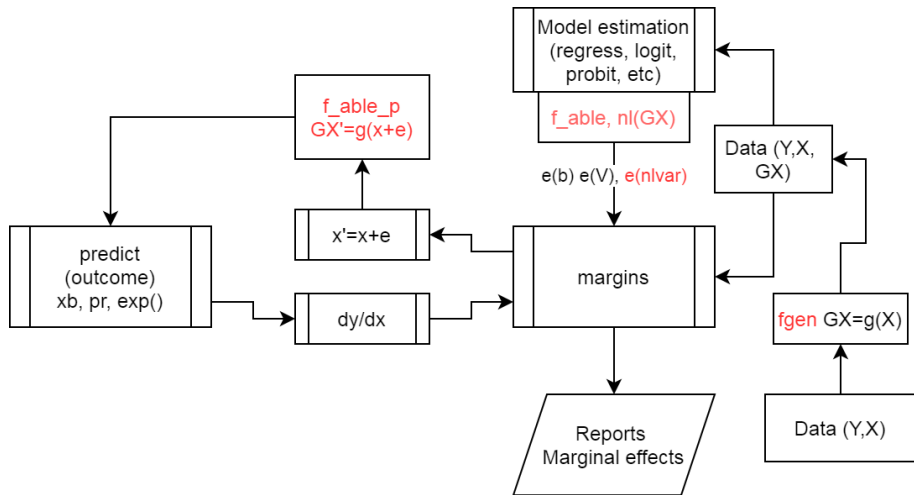 Model estimation
(regress, logit,
probit, etc)
f_able, nl(GX)
f_able_p
GX'=g(x+e)
Data (Y,X,
GX)
e(b) e(V), e(nlvar)
x'=x+e
predict
(outcome)
xb, pr, exp()
margins
dy/dx
fgen GX=g(X)
Reports
Marginal effects
Data (Y,X)